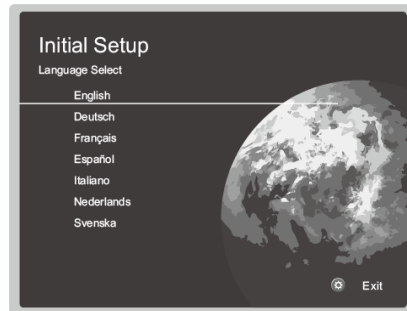 Initial Setup
Language Select
English
Deutsch
Français
Español
Italiano
Nederlands
Svenska
Exit